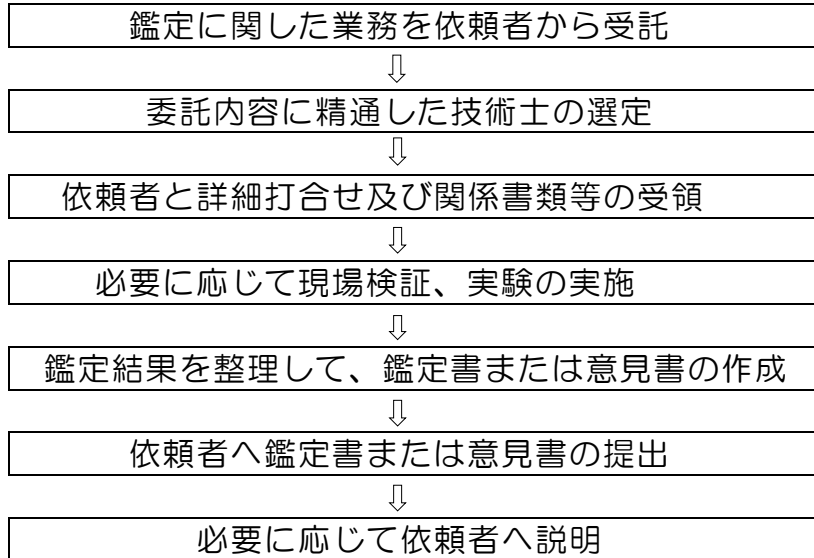 鑑定に関した業務を依頼者から受託
⇩
委託内容に精通した技術士の選定
⇩
依頼者と詳細打合せ及び関係書類等の受領
⇩
必要に応じて現場検証、実験の実施
⇩
鑑定結果を整理して、鑑定書または意見書の作成
⇩
依頼者へ鑑定書または意見書の提出
⇩
必要に応じて依頼者へ説明